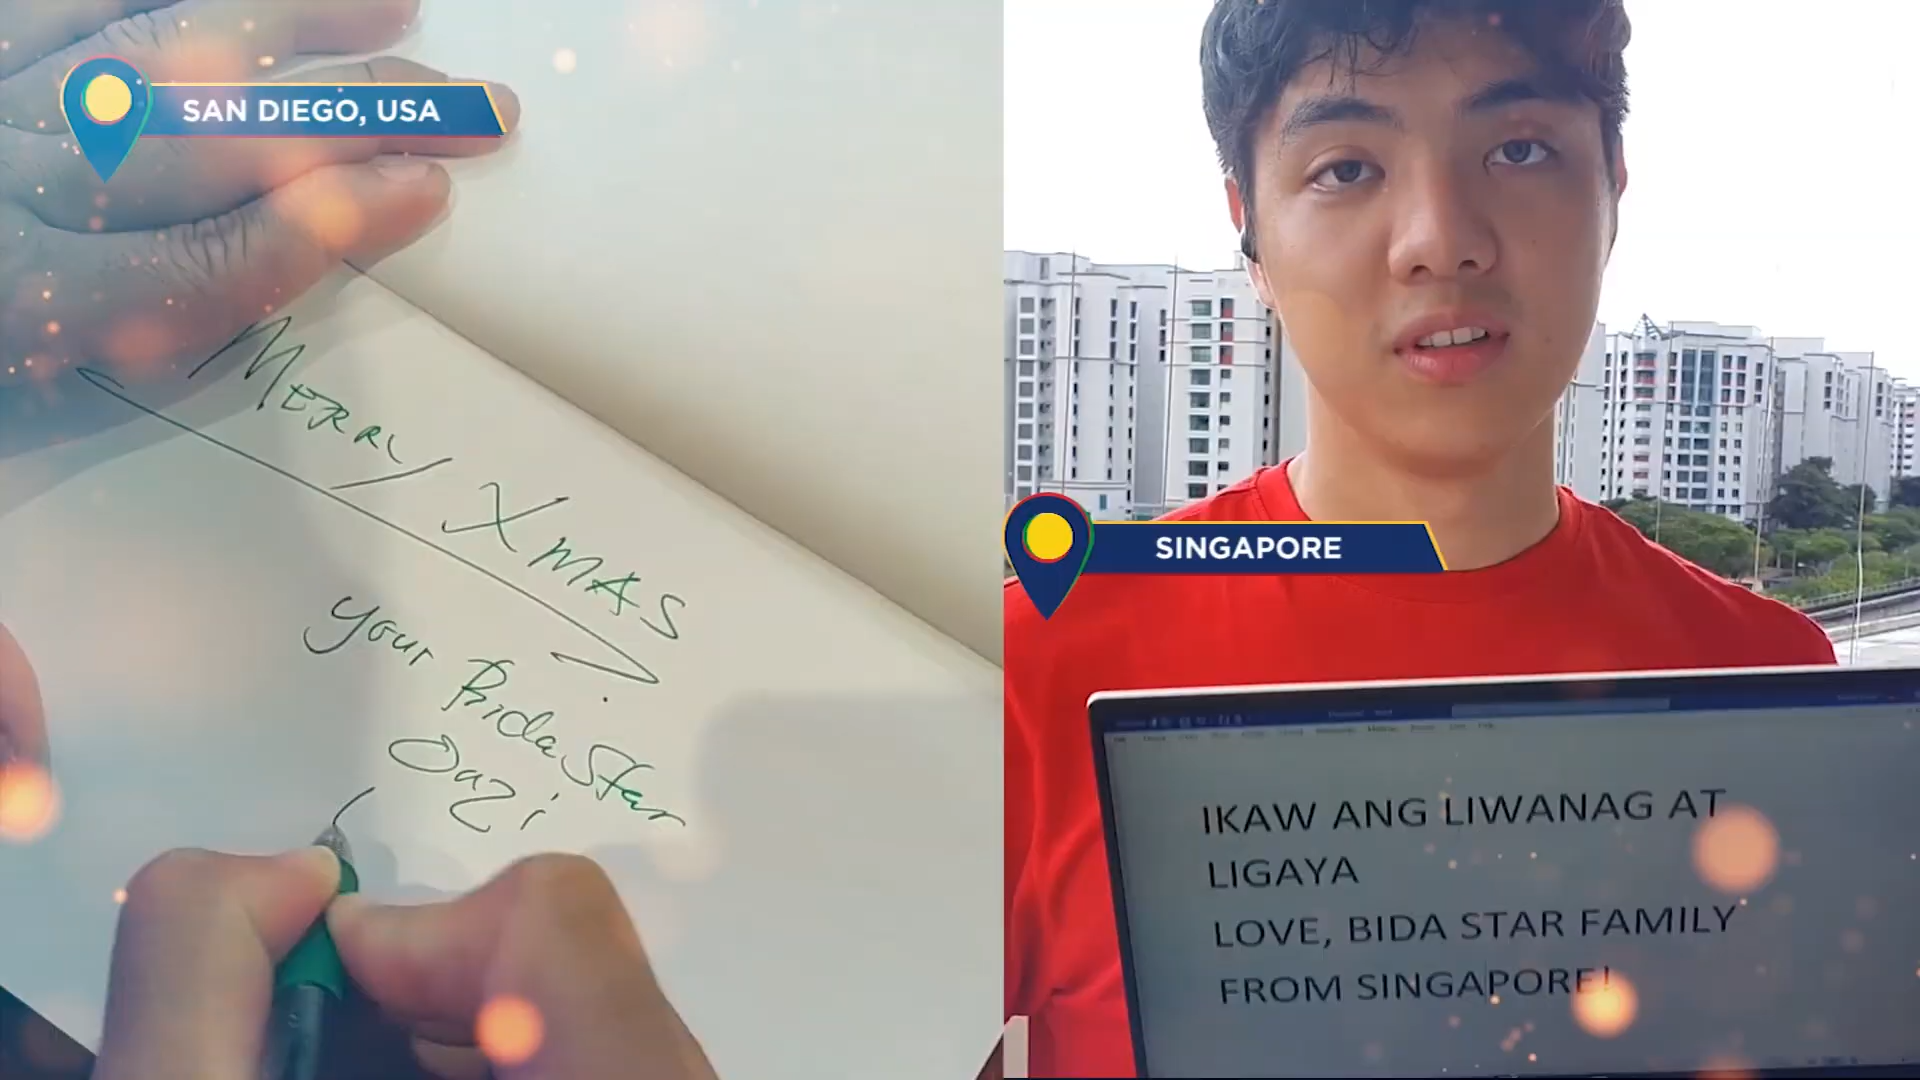 SAN DIEGO, USA
MERRY XMAS
your Bida Star
Ouzi
SINGAPORE
IKAW ANG LIWANAG AT
LIGAYA
LOVE, BIDA STAR FAMILY
FROM SINGAPORE!